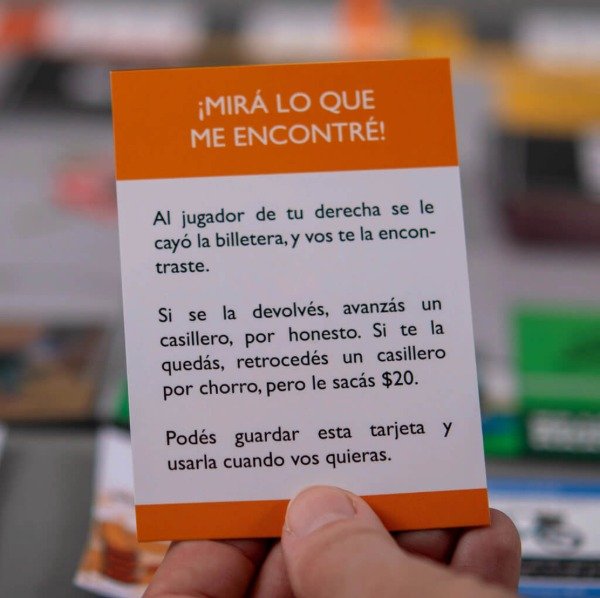 ¡MIRÁ LO QUE
ME ENCONTRÉ!
Al jugador de tu derecha se le
cayó la billetera, y vos te la encon-
traste.
Si se la devolvés, avanzás un
casillero, por honesto. Si te la
quedás, retrocedés un casillero
por chorro, pero le sacás $20.
Podés guardar esta tarjeta y
usarla cuando vos quieras.